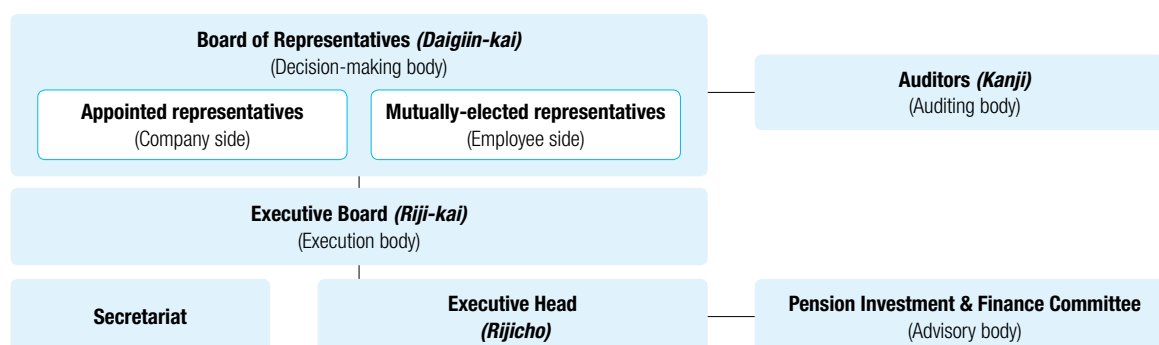 Board of Representatives (Daigiin-kai)
(Decision-making body)
Appointed representatives
(Company side)
Mutually-elected representatives
(Employee side)
Auditors (Kanji)
(Auditing body)
Executive Board (Riji-kai)
(Execution body)
Secretariat
Executive Head
(Rijicho)
Pension Investment & Finance Committee
(Advisory body)